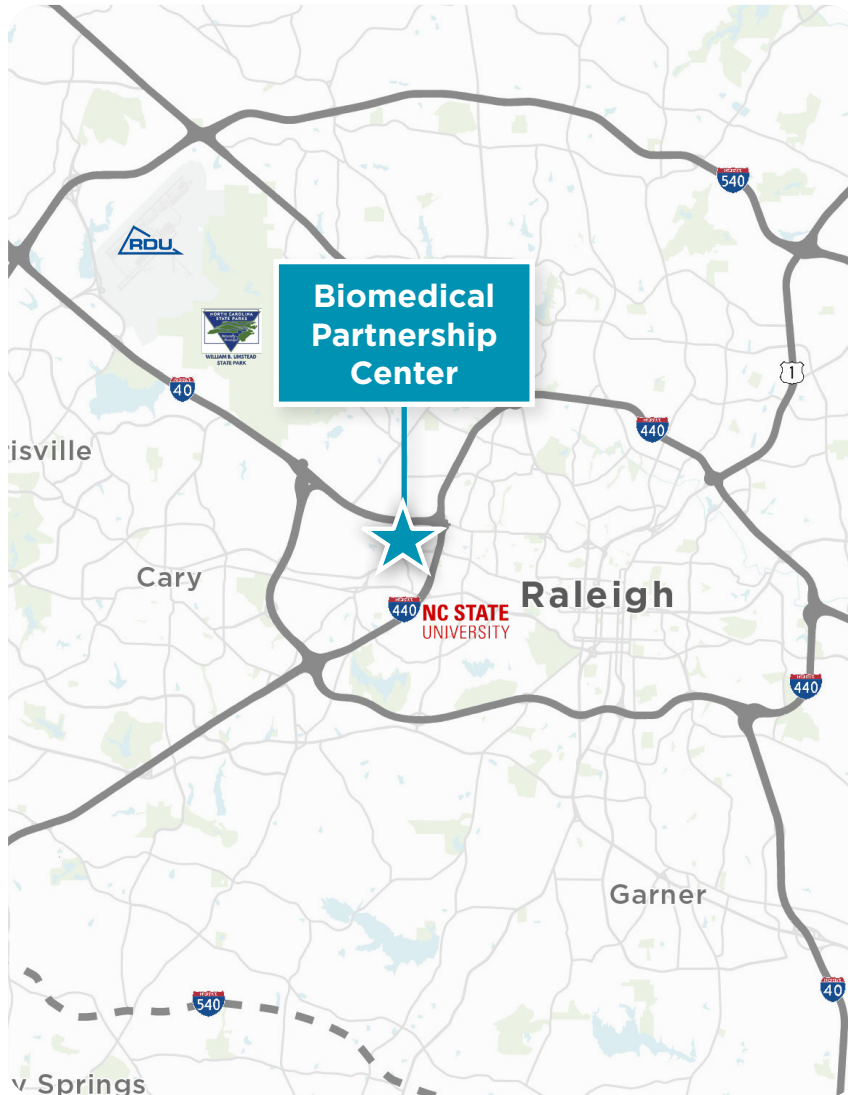 INTERSTATE
540
RDU
Biomedical
Partnership
Center
NORTH CAROLINA
STATE PARKS
WILLIAM B. UMSTEAD
STATE PARK
1
40
440
isville
Cary
Raleigh
440
NC STATE
UNIVERSITY
440
Garner
40
540
y Springs